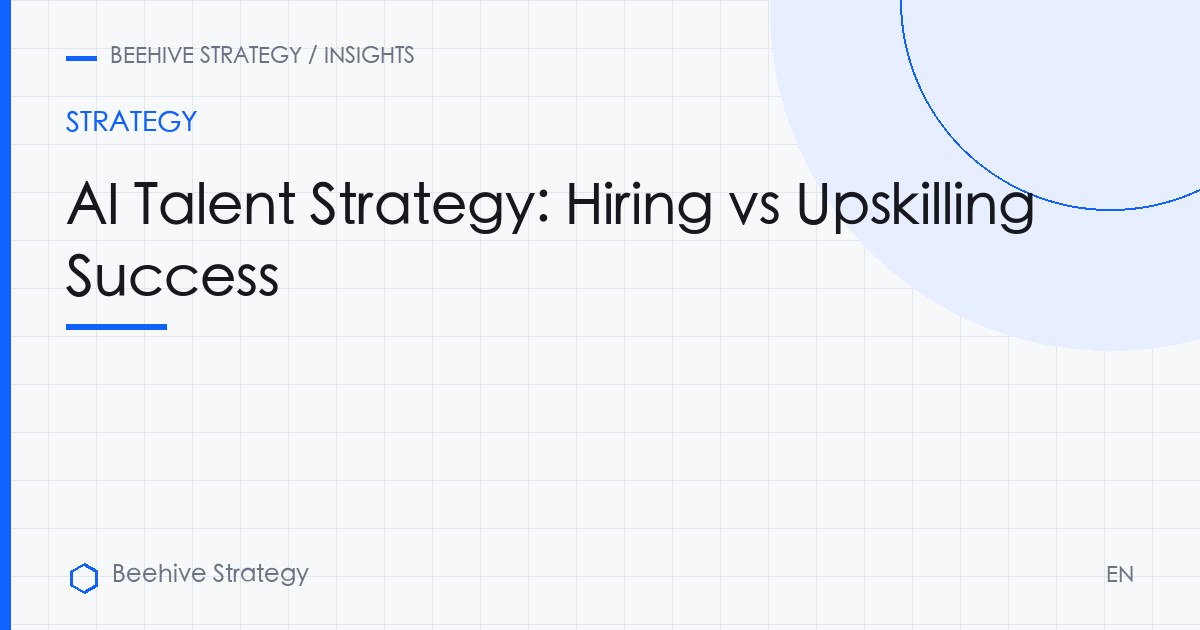 BEEHIVE STRATEGY / INSIGHTS
STRATEGY
AI Talent Strategy: Hiring vs Upskilling
Success
Beehive Strategy
EN